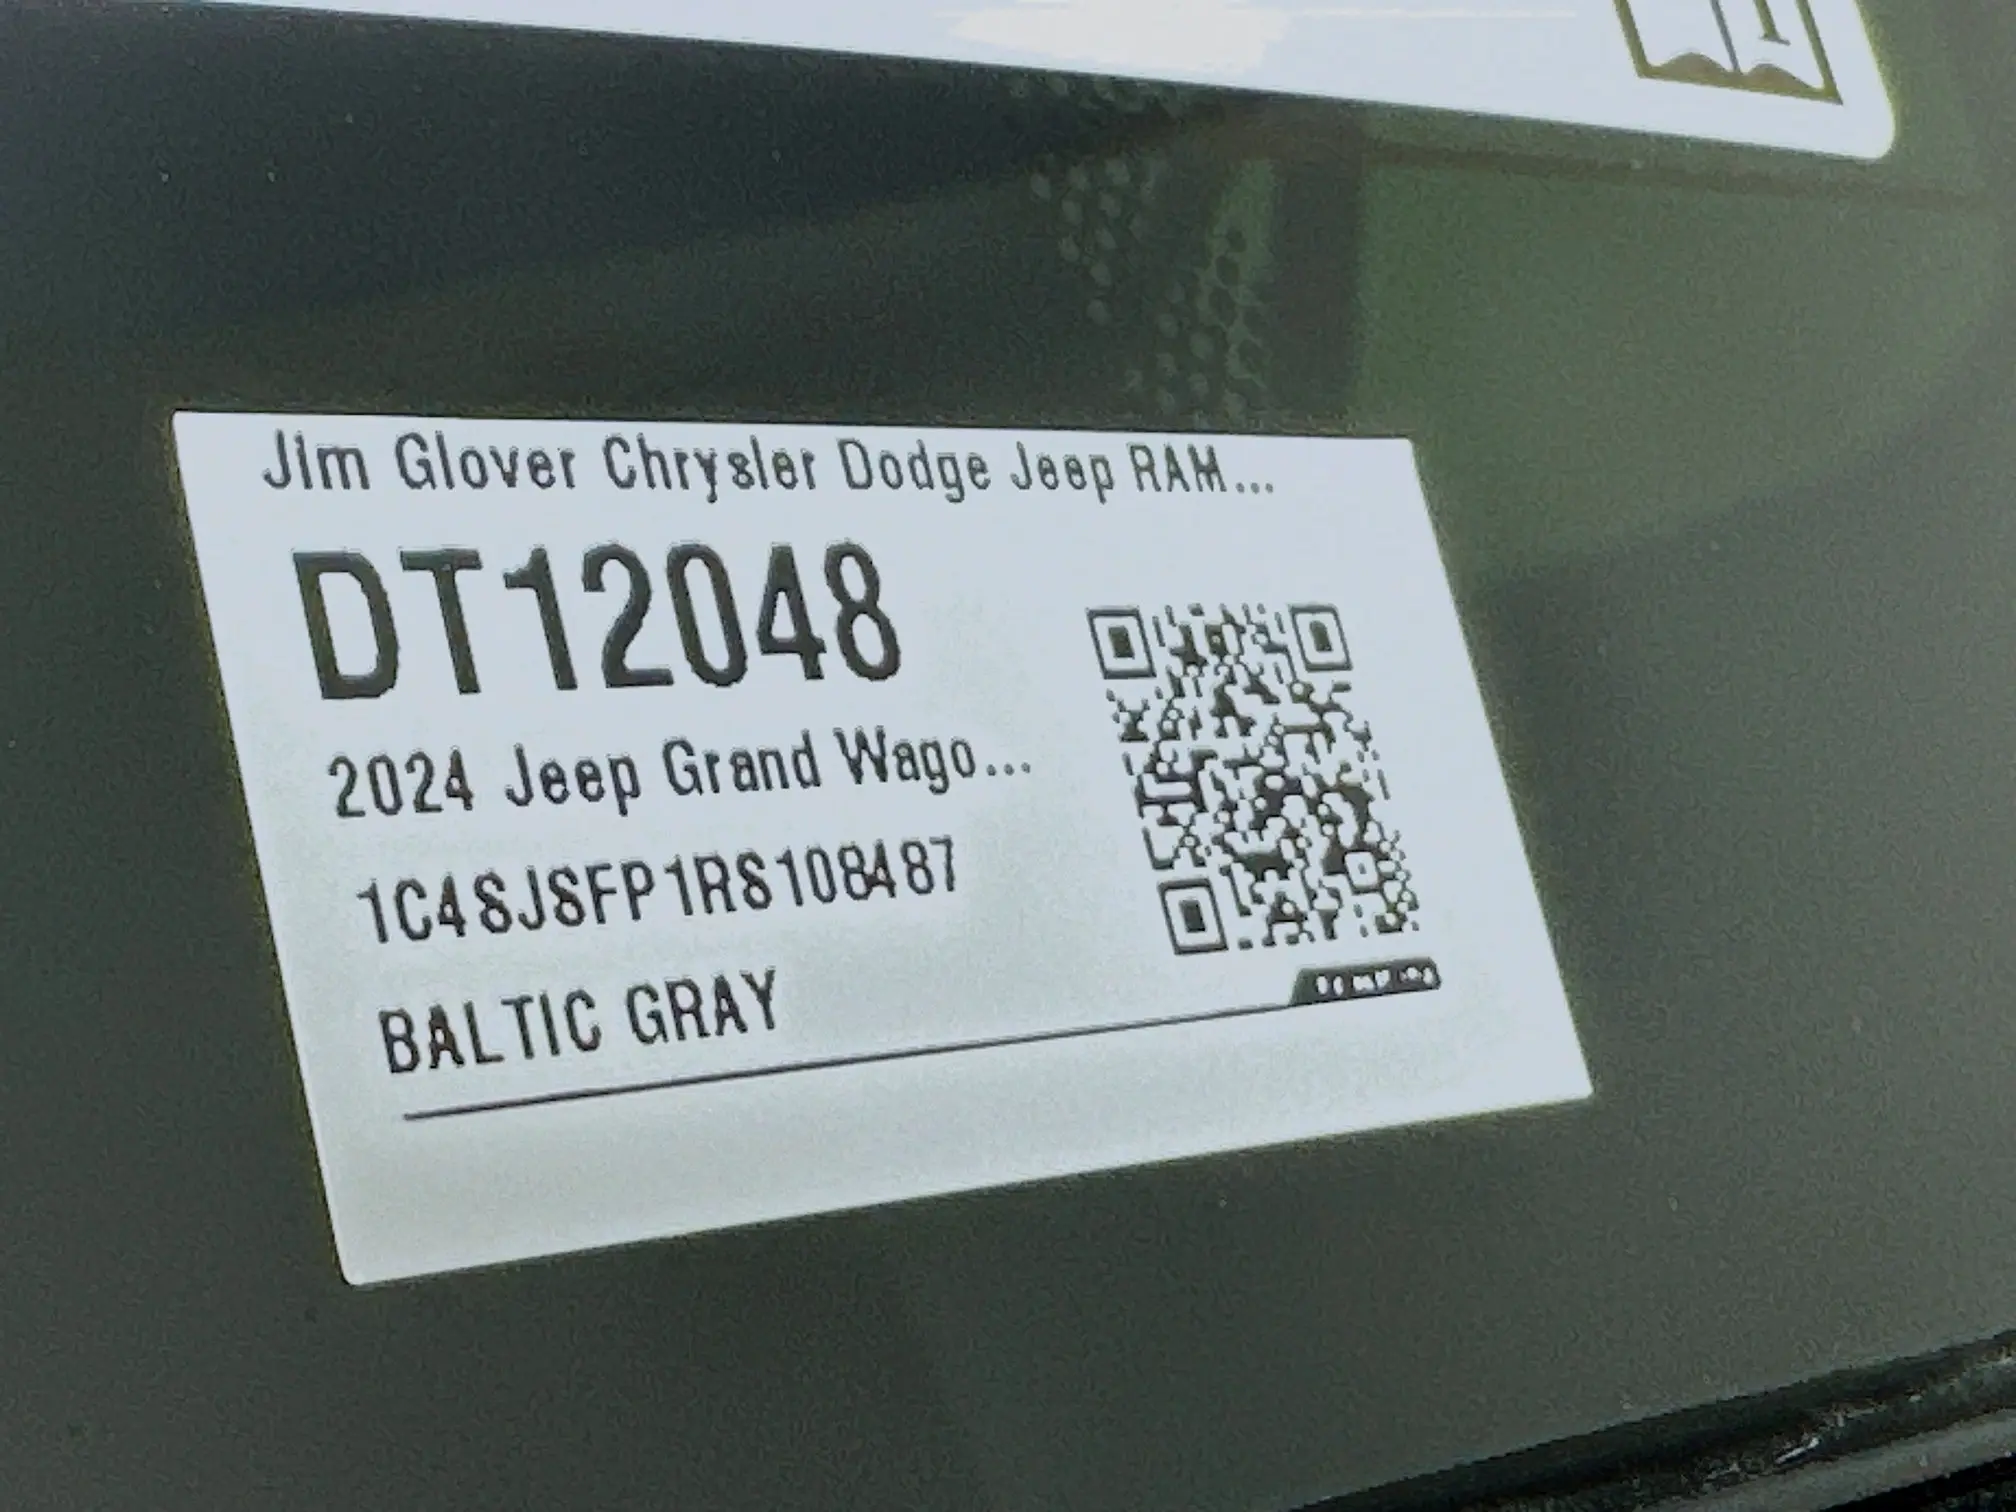 Jim Glover Chrysler Dodge Jeep RAM...
DT12048
2024 Jeep Grand Wago...
1C4SJSFP1RS108487
BALTIC GRAY